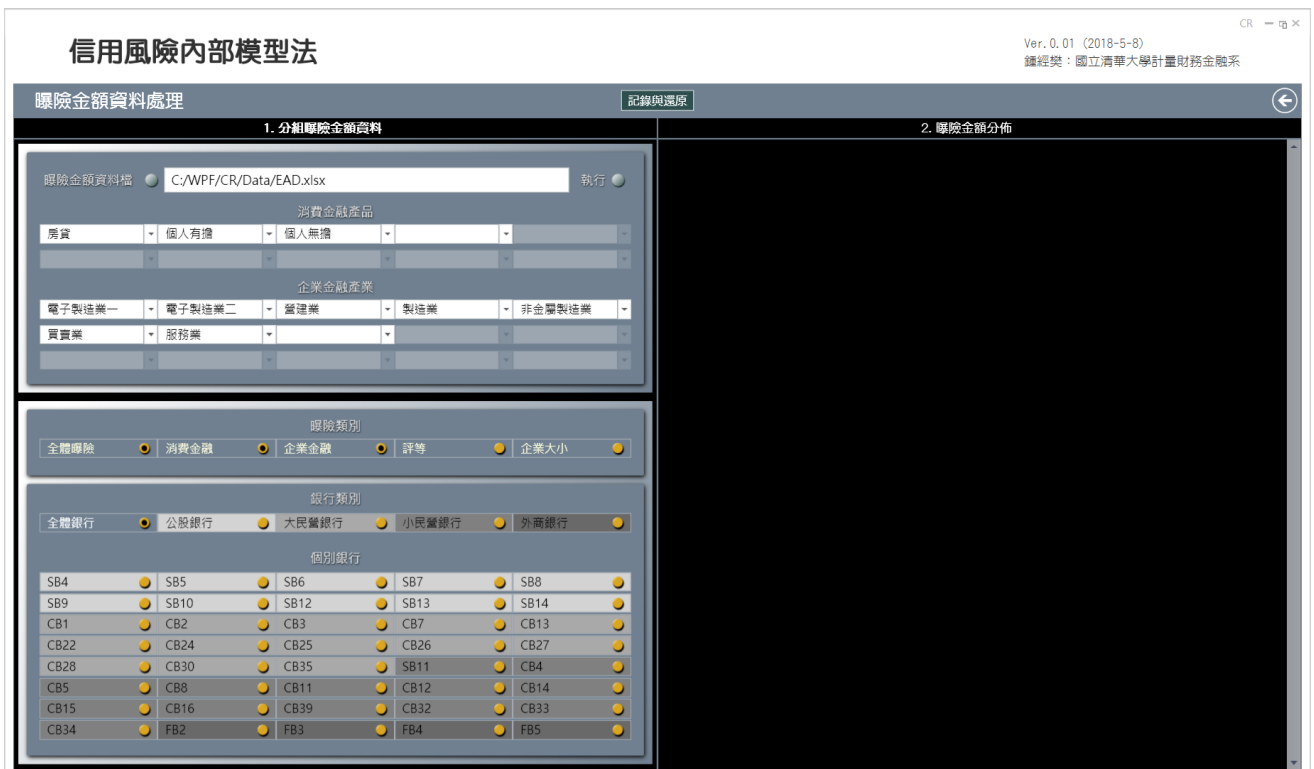 CR
信用風險內部模型法
Ver.0.01 (2018-5-8)
鍾經樊：國立清華大學計量財務金融系
曝險金額資料處理 記錄與還原
1. 分組曝險金額資料 2. 曝險金額分佈
曝險金額資料檔 C:/WPF/CR/Data/EAD.xlsx 執行
消費金融產品
房貸 個人有擔 個人無擔
企業金融產業
電子製造業一 電子製造業二 營建業 製造業 非金屬製造業
買賣業 服務業
曝險類別
全體曝險 消費金融 企業金融 評等 企業大小
銀行類別
全體銀行 公股銀行 大民營銀行 小民營銀行 外商銀行
個別銀行
SB4 SB5 SB6 SB7 SB8
SB9 SB10 SB12 SB13 SB14
CB1 CB2 CB3 CB7 CB13
CB22 CB24 CB25 CB26 CB27
CB28 CB30 CB35 SB11 CB4
CB5 CB8 CB11 CB12 CB14
CB15 CB16 CB39 CB32 CB33
CB34 FB2 FB3 FB4 FB5